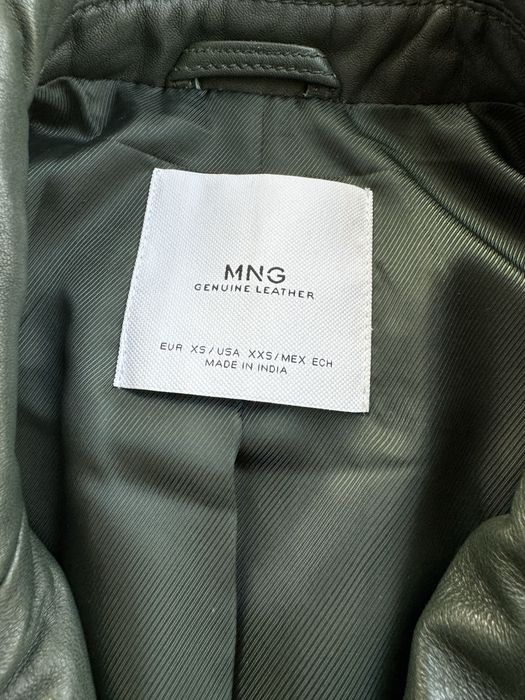 MNG
GENUINE LEATHER
EUR XS/USA XXS/MEX ECH
MADE IN INDIA